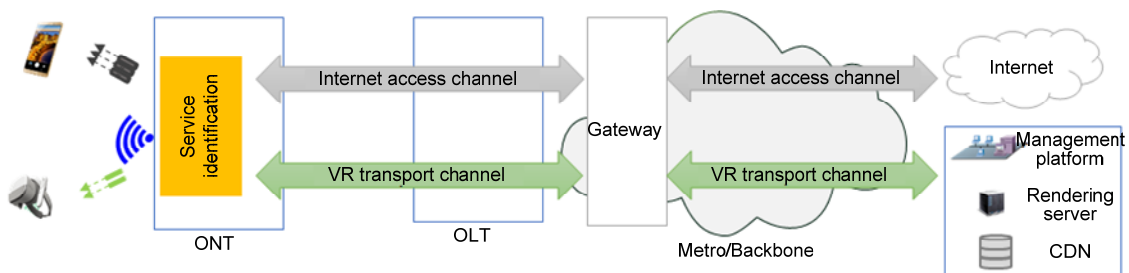 Service
identification
Internet access channel
VR transport channel
ONT
OLT
Gateway
Internet access channel
VR transport channel
Metro/Backbone
Internet
Management
platform
Rendering
server
CDN